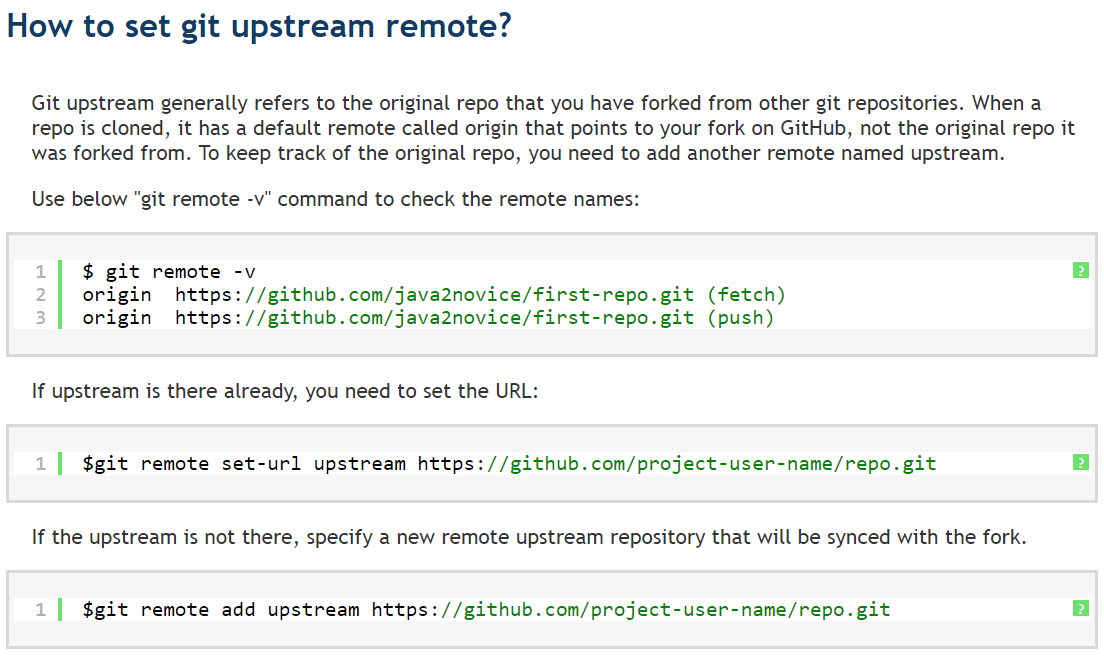 How to set git upstream remote?
Git upstream generally refers to the original repo that you have forked from other git repositories. When a
repo is cloned, it has a default remote called origin that points to your fork on GitHub, not the original repo it
was forked from. To keep track of the original repo, you need to add another remote named upstream.
Use below "git remote -v" command to check the remote names:
?
1 $ git remote -v
2 origin  https://github.com/java2novice/first-repo.git (fetch)
3 origin  https://github.com/java2novice/first-repo.git (push)
If upstream is there already, you need to set the URL:
?
1 $git remote set-url upstream https://github.com/project-user-name/repo.git
If the upstream is not there, specify a new remote upstream repository that will be synced with the fork.
?
1 $git remote add upstream https://github.com/project-user-name/repo.git